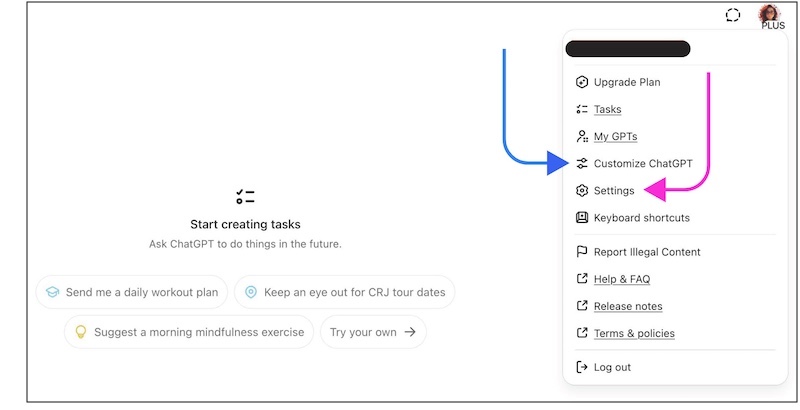 PLUS
Upgrade Plan
Tasks
My GPTs
Customize ChatGPT
Settings
Keyboard shortcuts
Report Illegal Content
Help & FAQ
Release notes
Terms & policies
Log out
Start creating tasks
Ask ChatGPT to do things in the future.
Send me a daily workout plan
Keep an eye out for CRJ tour dates
Suggest a morning mindfulness exercise
Try your own